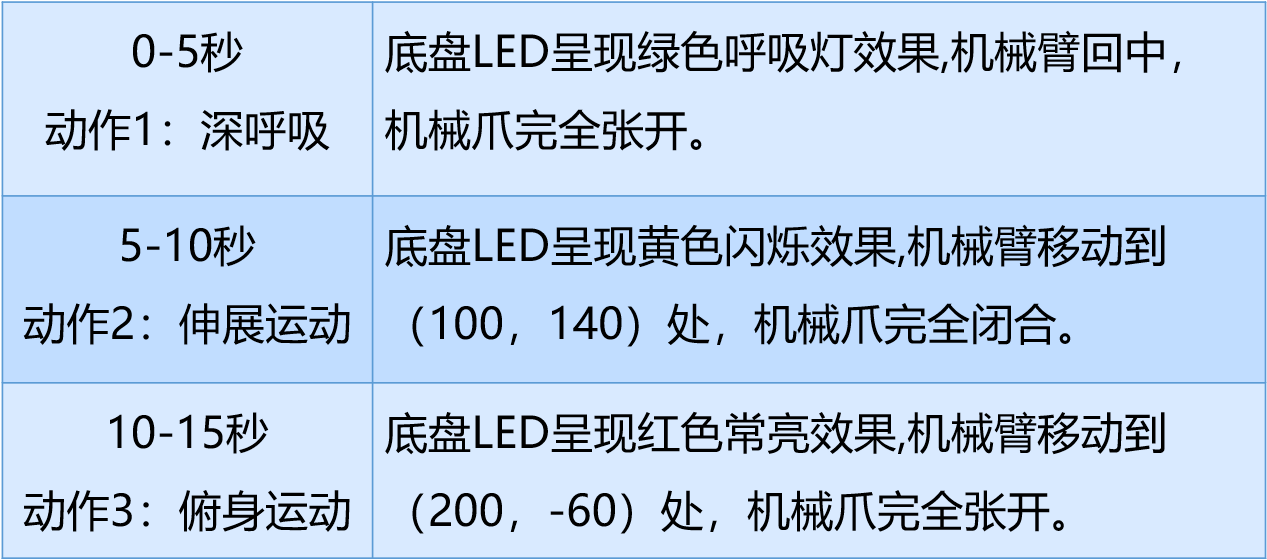 0-5秒
动作1：深呼吸
底盘LED呈现绿色呼吸灯效果,机械臂回中，
机械爪完全张开。
5-10秒
动作2：伸展运动
底盘LED呈现黄色闪烁效果,机械臂移动到
（100，140）处，机械爪完全闭合。
10-15秒
动作3：俯身运动
底盘LED呈现红色常亮效果,机械臂移动到
（200，-60）处，机械爪完全张开。